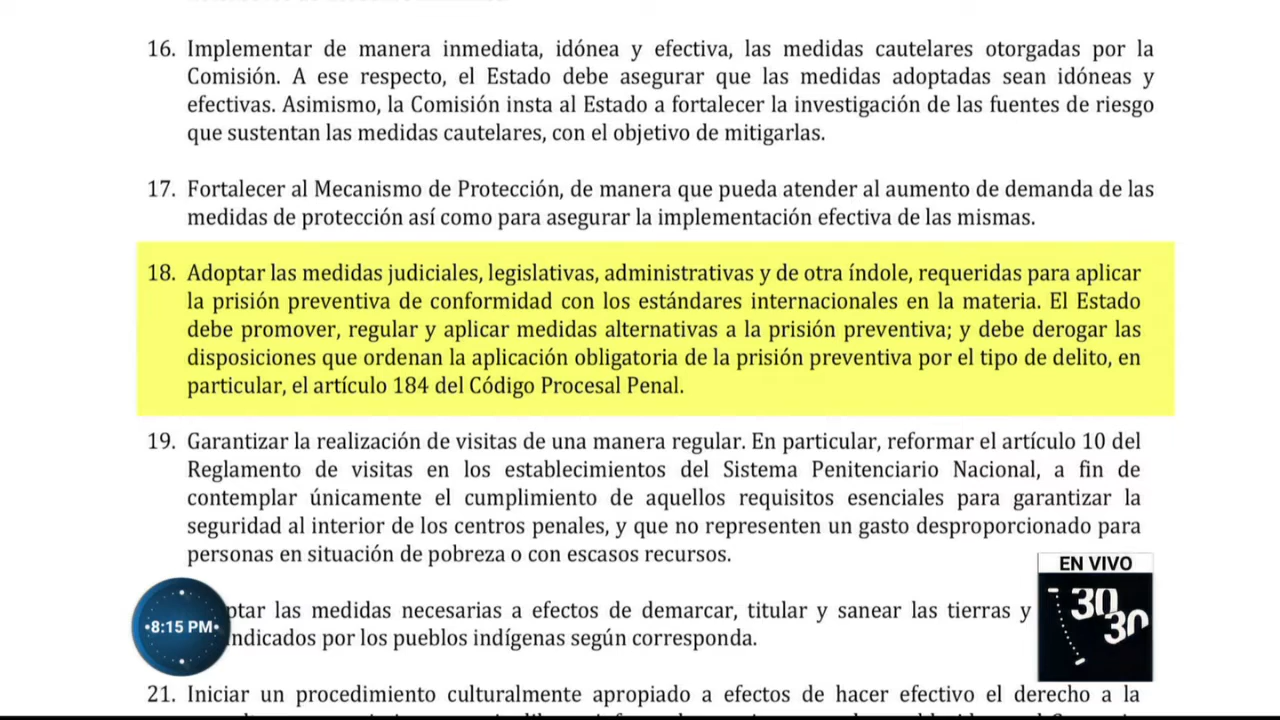 16. Implementar de manera inmediata, idónea y efectiva, las medidas cautelares otorgadas por la
Comisión. A ese respecto, el Estado debe asegurar que las medidas adoptadas sean idóneas y
efectivas. Asimismo, la Comisión insta al Estado a fortalecer la investigación de las fuentes de riesgo
que sustentan las medidas cautelares, con el objetivo de mitigarlas.
17. Fortalecer al Mecanismo de Protección, de manera que pueda atender al aumento de demanda de las
medidas de protección así como para asegurar la implementación efectiva de las mismas.
18. Adoptar las medidas judiciales, legislativas, administrativas y de otra índole, requeridas para aplicar
la prisión preventiva de conformidad con los estándares internacionales en la materia. El Estado
debe promover, regular y aplicar medidas alternativas a la prisión preventiva; y debe derogar las
disposiciones que ordenan la aplicación obligatoria de la prisión preventiva por el tipo de delito, en
particular, el artículo 184 del Código Procesal Penal.
19. Garantizar la realización de visitas de una manera regular. En particular, reformar el artículo 10 del
Reglamento de visitas en los establecimientos del Sistema Penitenciario Nacional, a fin de
contemplar únicamente el cumplimiento de aquellos requisitos esenciales para garantizar la
seguridad al interior de los centros penales, y que no representen un gasto desproporcionado para
personas en situación de pobreza o con escasos recursos.
EN VIVO
30
30
ptar las medidas necesarias a efectos de demarcar, titular y sanear las tierras y
•8:15 PM•
ndicados por los pueblos indígenas según corresponda.
21. Iniciar un procedimiento culturalmente apropiado a efectos de hacer efectivo el derecho a la